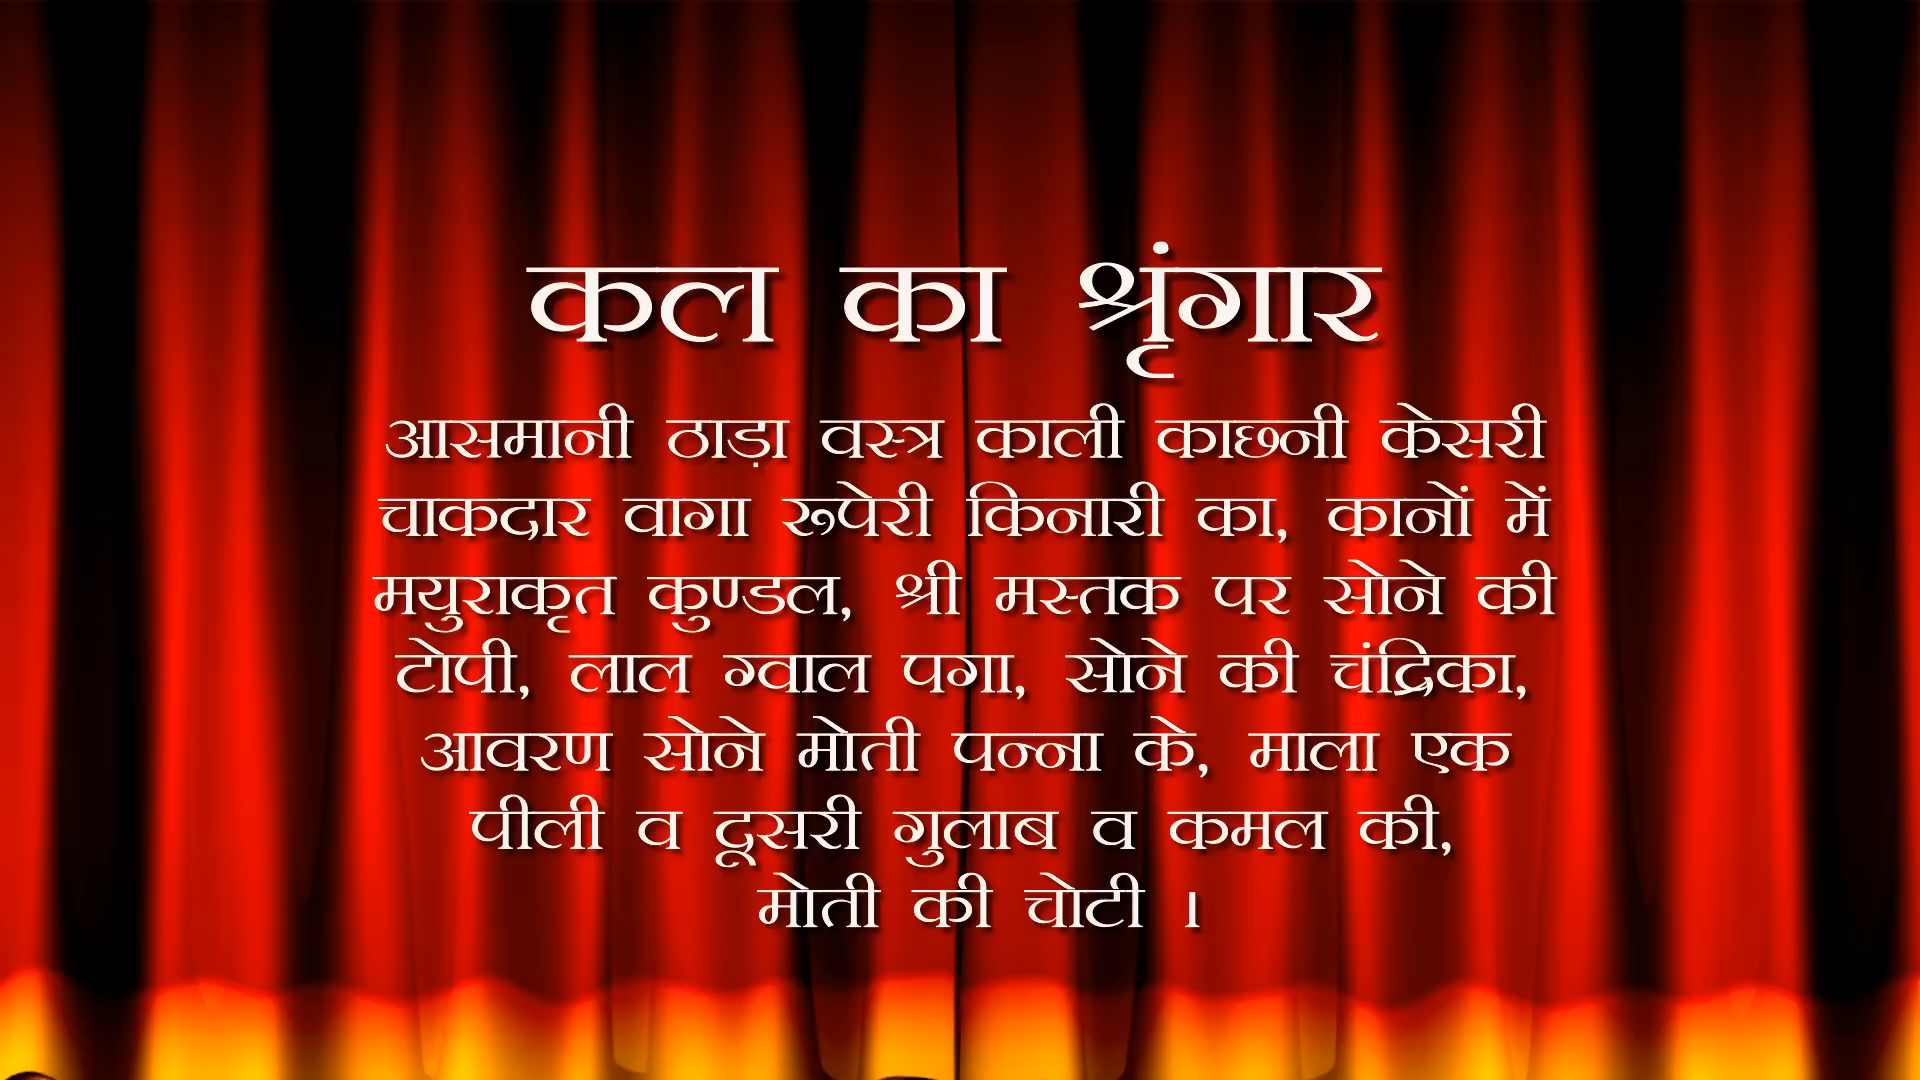 कल का श्रृंगार
आसमानी ठाड़ा वस्त्र काली काछनी केसरी
चाकदार वागा रूपेरी किनारी का, कानों में
मयुराकृत कुण्डल, श्री मस्तक पर सोने की
टोपी, लाल ग्वाल पगा, सोने की चंद्रिका,
आवरण सोने मोती पन्ना के, माला एक
पीली व दूसरी गुलाब व कमल की,
मोती की चोटी ।